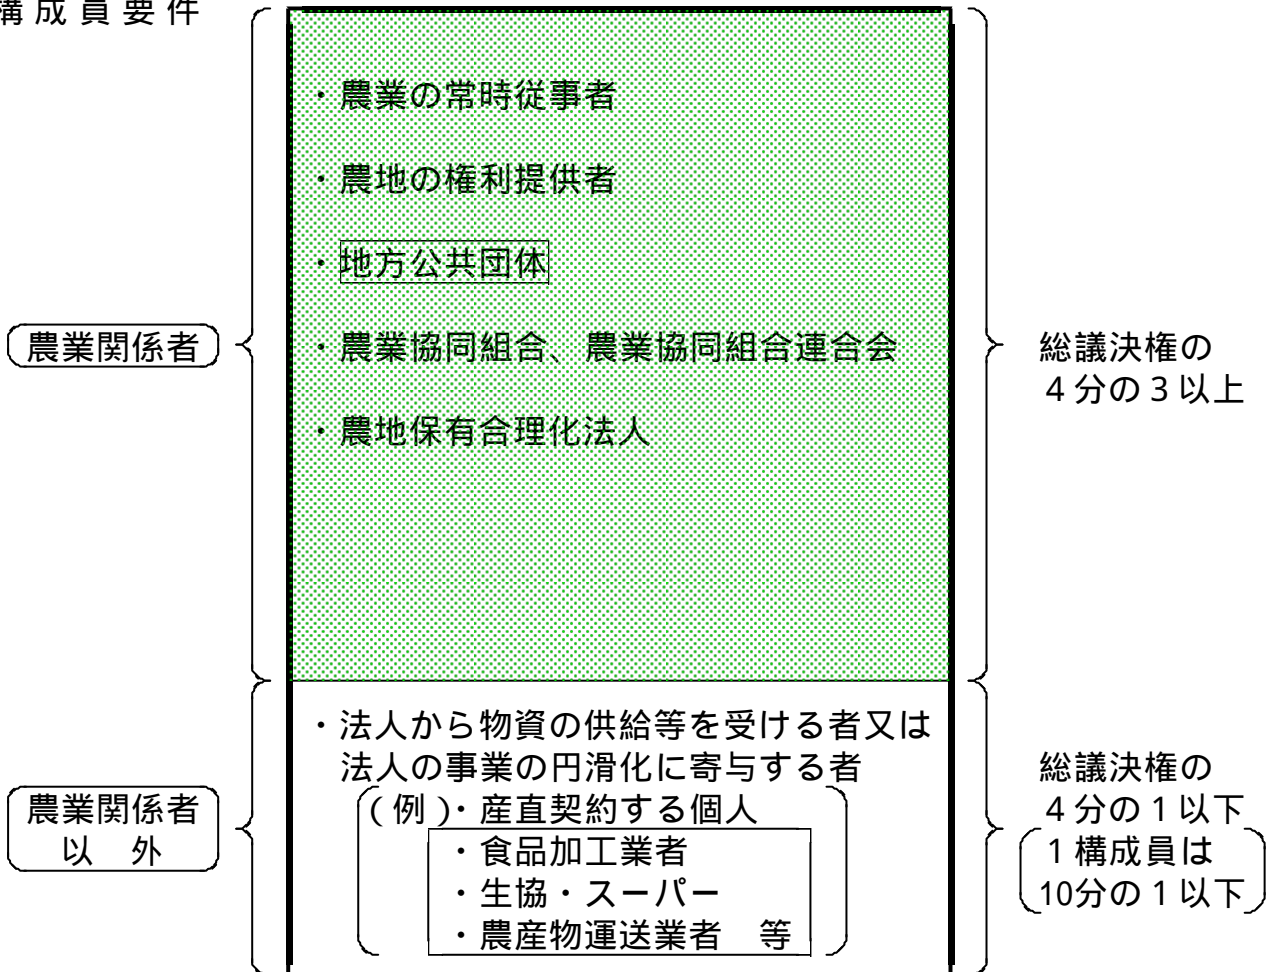 構成員要件
・農業の常時従事者
・農地の権利提供者
・地方公共団体
・農業協同組合、農業協同組合連合会
・農地保有合理化法人
農業関係者
総議決権の
４分の３以上
・法人から物資の供給等を受ける者又は
法人の事業の円滑化に寄与する者
(例)・産直契約する個人
・食品加工業者
・生協・スーパー
・農産物運送業者　等
農業関係者
以　外
総議決権の
４分の１以下
１構成員は
10分の１以下